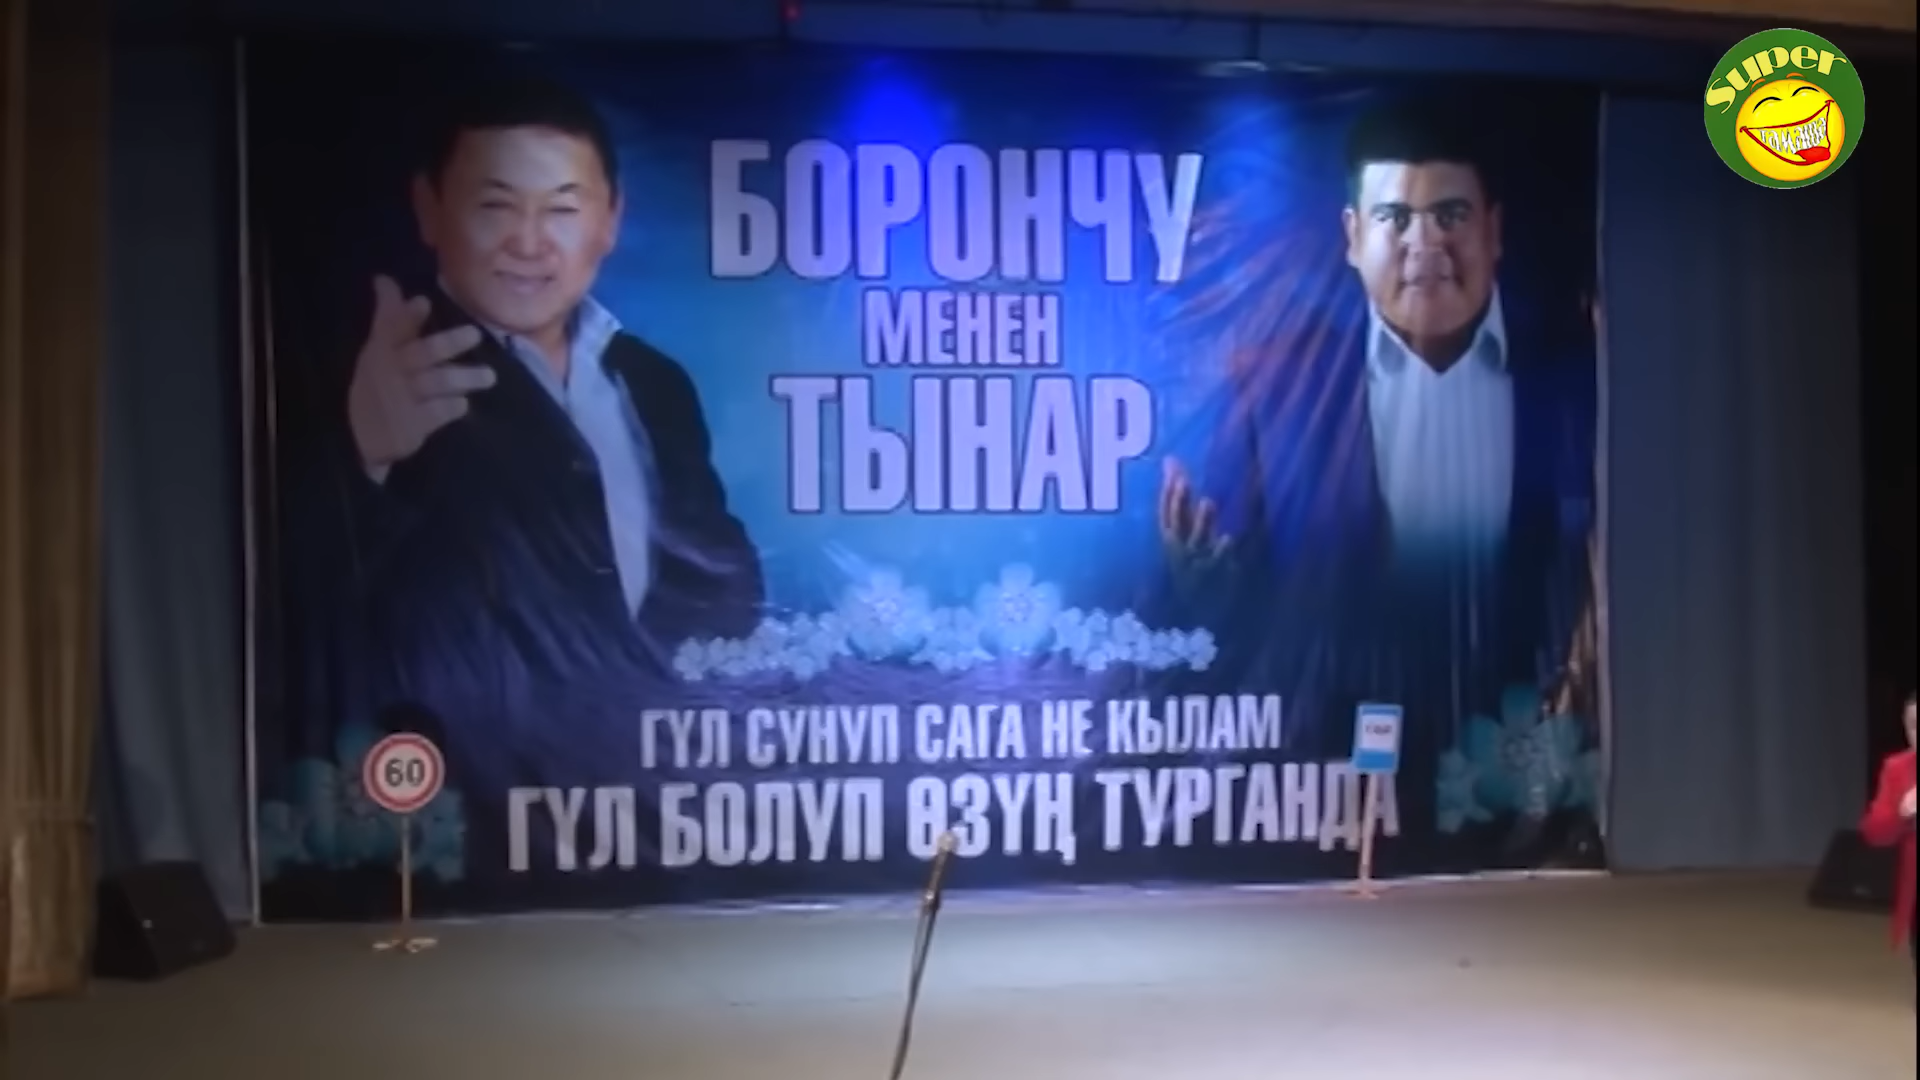 Super
БОРОНЧУ
МЕНЕН
ТЫНАР
ГҮЛ СУНУП САГА НЕ КЫЛАМ
ГҮЛ БОЛУП ӨЗҮҢ ТУРГАНДА
60